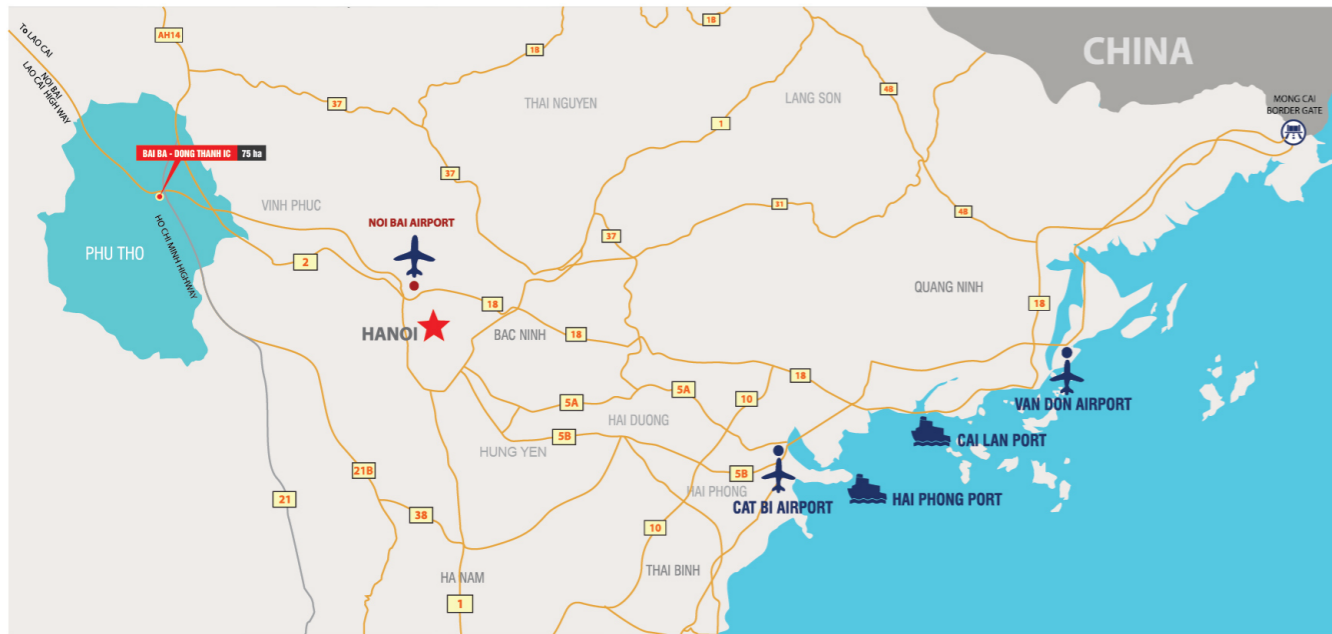 To LAO CAI
NOI BAI
LAO CAI HIGHWAY
AH14
18
18
CHINA
MONG CAI
BORDER GATE
37
THAI NGUYEN
LANG SON
4B
1
BAI BA - DONG THANH IC 75 ha
37
VINH PHUC
31
4B
NOI BAI AIRPORT
37
PHU THO
HO CHI MINH HIGHWAY
2
QUANG NINH
18
18
HANOI
BAC NINH
18
18
5A
5A
10
VAN DON AIRPORT
HAI DUONG
5B
CAI LAN PORT
HUNG YEN
21B
5B
HAI PHONG
21
CAT BI AIRPORT
HAI PHONG PORT
38
10
THAI BINH
HA NAM
1